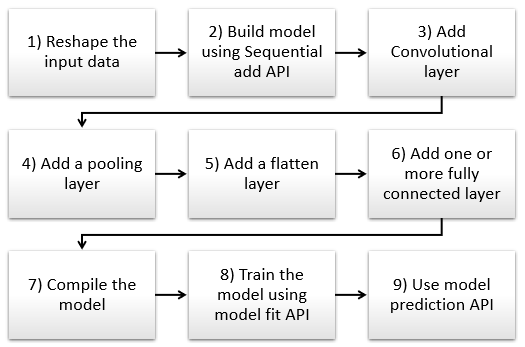 1) Reshape the
input data
2) Build model
using Sequential
add API
3) Add
Convolutional
layer
4) Add a pooling
layer
5) Add a flatten
layer
6) Add one or
more fully
connected layer
7) Compile the
model
8) Train the
model using
model fit API
9) Use model
prediction API